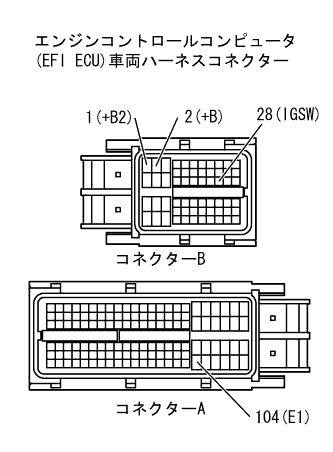 エンジンコントロールコンピュータ
(EFI ECU)車両ハーネスコネクター
1(+B2)
2(+B)
28(IGSW)
コネクターB
コネクターA
104(E1)